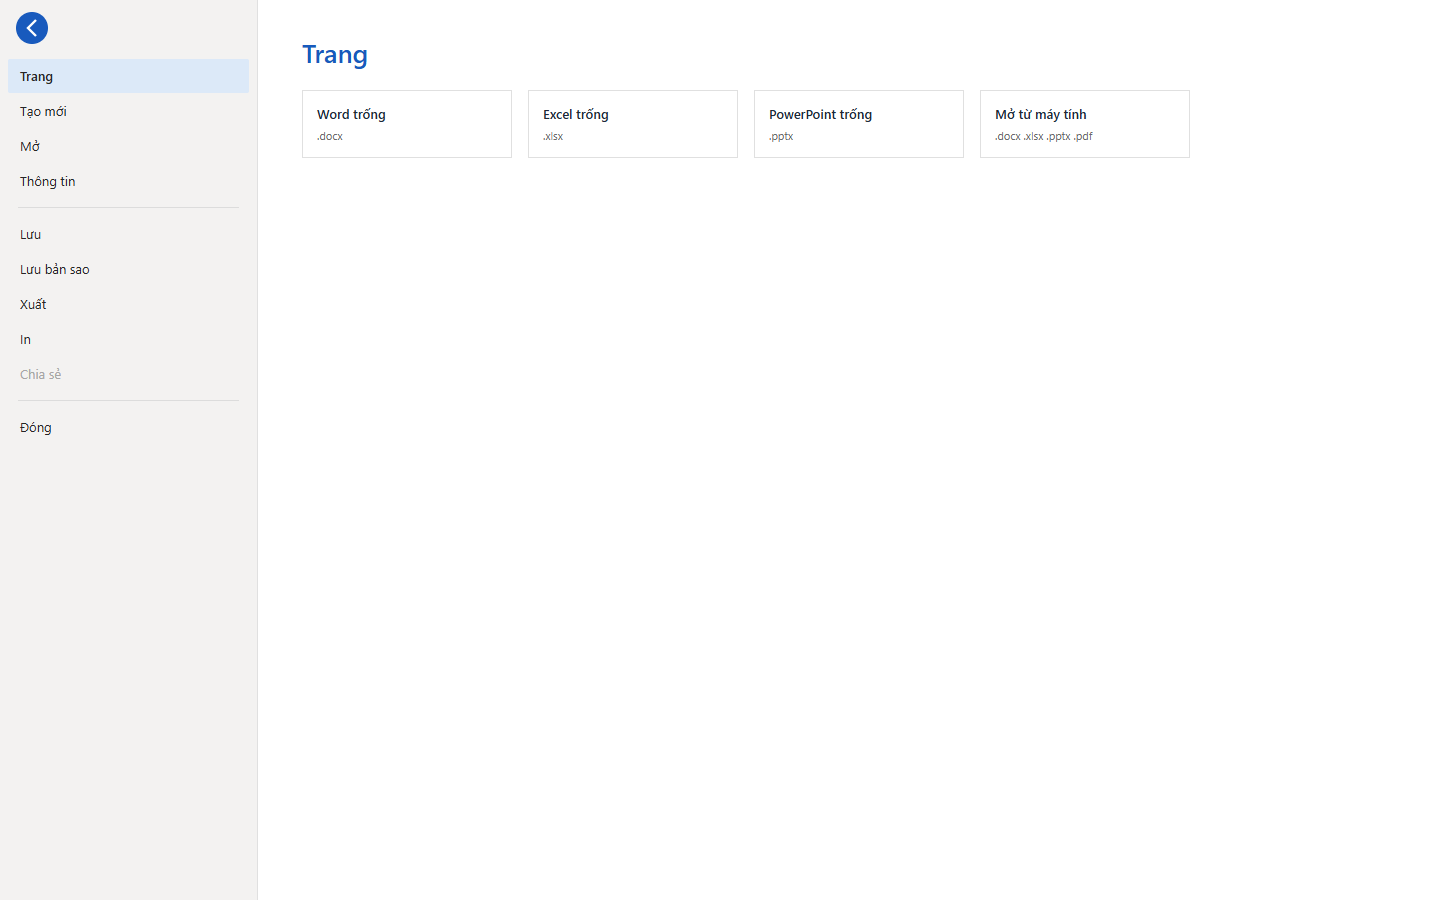 Trang
Tạo mới
Mở
Thông tin
Lưu
Lưu bản sao
Xuất
In
Chia sẻ
Đóng
Trang
Word trống
.docx
Excel trống
.xlsx
PowerPoint trống
.pptx
Mở từ máy tính
.docx .xlsx .pptx .pdf